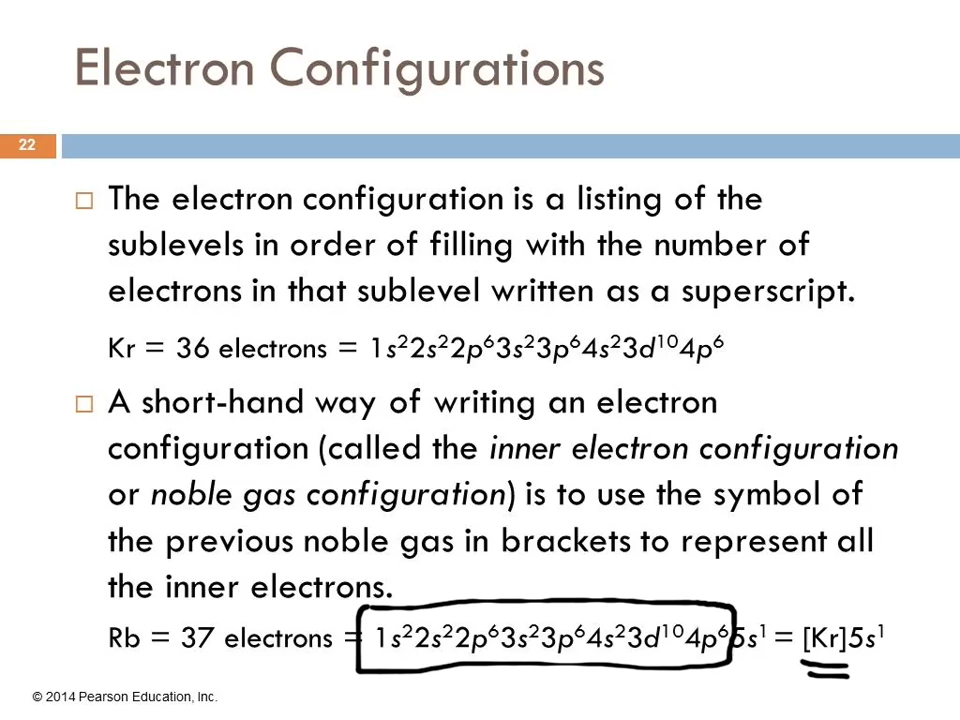 Electron Configurations
22
□ The electron configuration is a listing of the
sublevels in order of filling with the number of
electrons in that sublevel written as a superscript.
Kr = 36 electrons = 1s²2s²2p⁶3s²3p⁶4s²3d¹⁰4p⁶
□ A short-hand way of writing an electron
configuration (called the inner electron configuration
or noble gas configuration) is to use the symbol of
the previous noble gas in brackets to represent all
the inner electrons.
Rb = 37 electrons = 1s²2s²2p⁶3s²3p⁶4s²3d¹⁰4p⁶5s¹ = [Kr]5s¹
© 2014 Pearson Education, Inc.